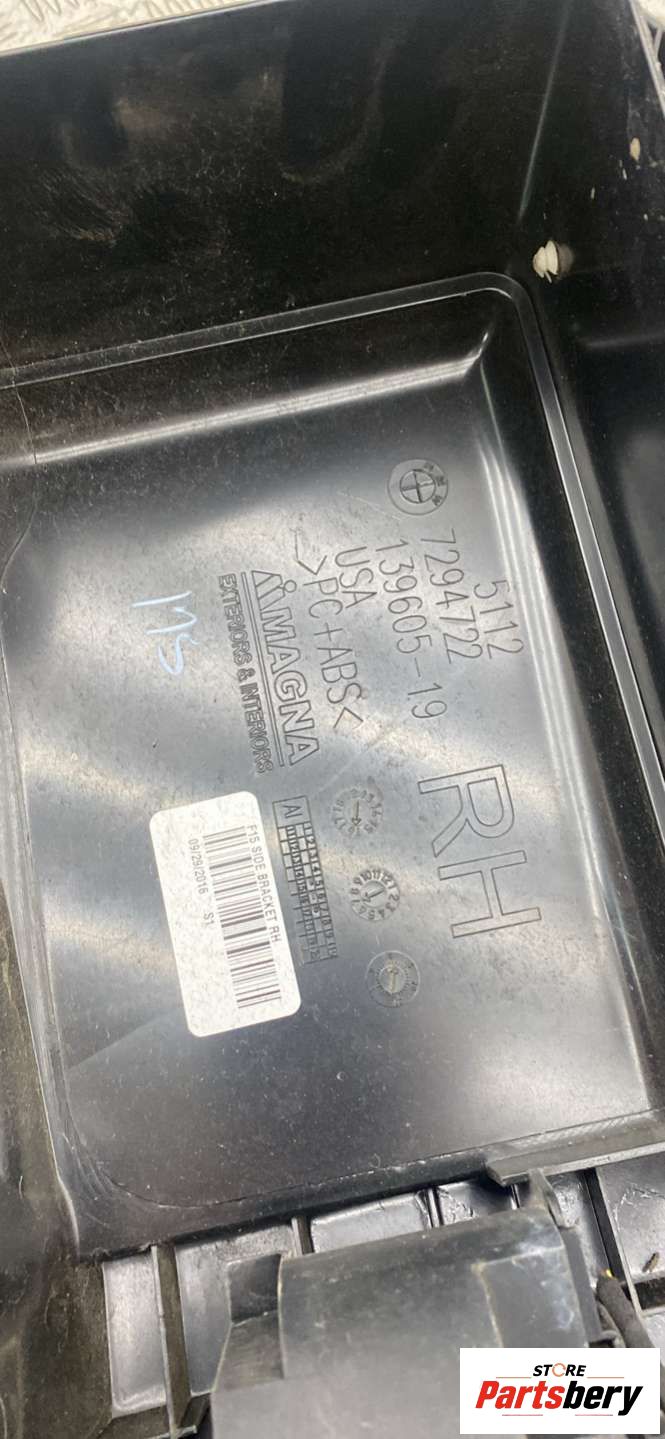 5112
7294722
139605-19
USA
>PC+ABS<
MAGNA
EXTERIORS & INTERIORS
RH
A
F15 SIDE BRACKET RH
09/29/2016 S1
STORE
Partsbery